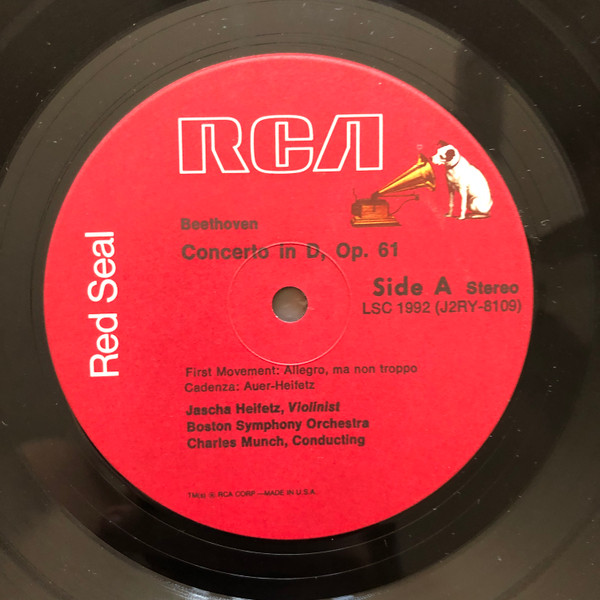 RCA
Red Seal
Beethoven
Concerto in D, Op. 61
Side A Stereo
LSC 1992 (J2RY-8109)
First Movement: Allegro, ma non troppo
Cadenza: Auer-Heifetz
Jascha Heifetz, Violinist
Boston Symphony Orchestra
Charles Munch, Conducting
TM(s) ® RCA CORP.—MADE IN U.S.A.